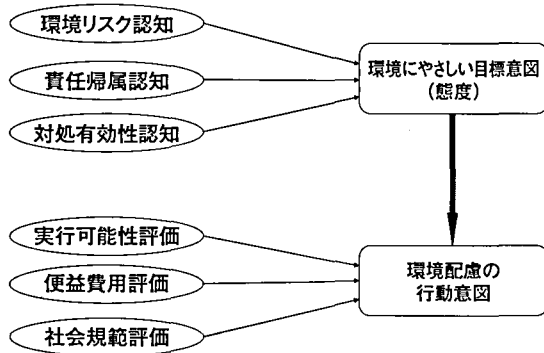 環境リスク認知
責任帰属認知
対処有効性認知
環境にやさしい目標意図
(態度)
実行可能性評価
便益費用評価
社会規範評価
環境配慮の
行動意図